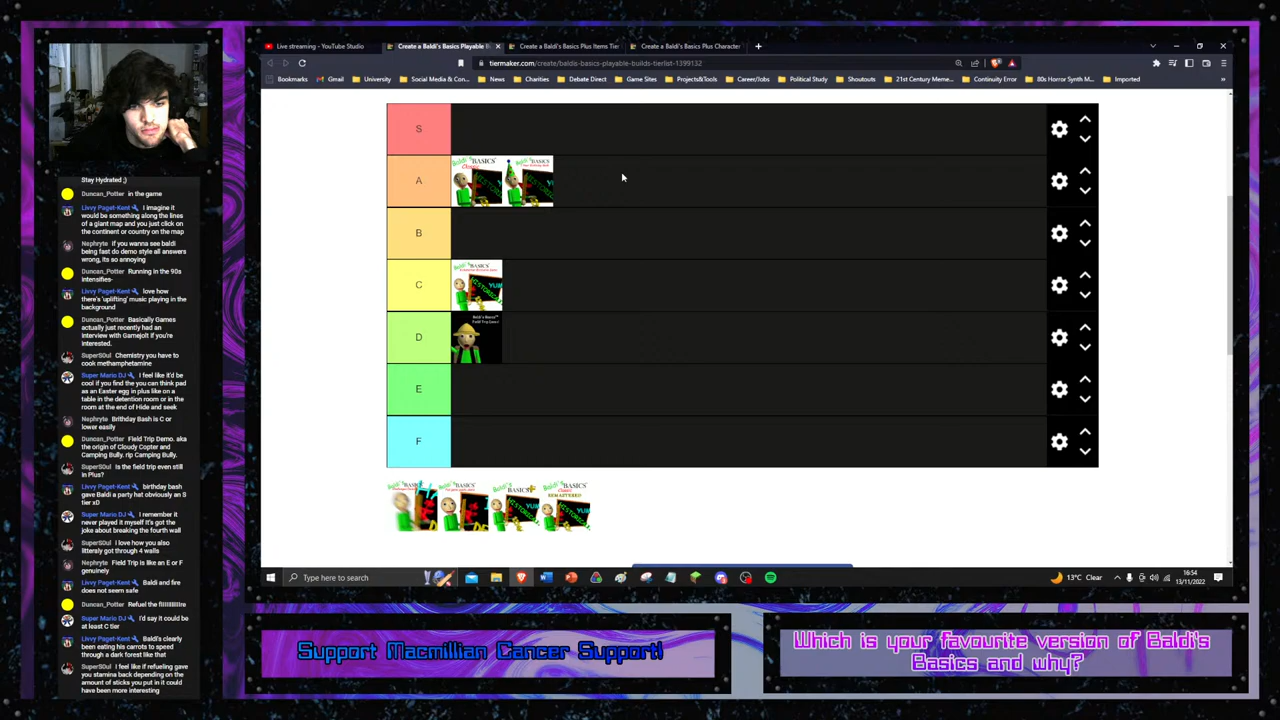 Live streaming - YouTube Studio
Create a Baldi's Basics Playable B
Create a Baldi's Basics Plus Items Tier
Create a Baldi's Basics Plus Character
tiermaker.com/create/baldis-basics-playable-builds-tierlist-1399132
Bookmarks
Gmail
University
Social Media & Con...
News
Charities
Debate Direct
Game Sites
Projects&Tools
Career/Jobs
Political Study
Shoutouts
21st Century Meme...
Continuity Error
80s Horror Synth M...
Imported
Stay Hydrated ;)
Duncan_Potter in the game
Livvy Paget-Kent I imagine it
would be something along the
lines of a giant map and you
just click on the
continent or country on the
map
Nephryte if you wanna see baldi
being fast do demo style all answers
wrong, its so annoying
Duncan_Potter Running in the 90s
intensifies-
Livvy Paget-Kent love how
there's 'uplifting' music playing in the
background
Duncan_Potter Basically Games
actually just recently had an
Interview with Gamejolt if you're
interested.
SuperS0ul Chemistry you have to
cook methamphetamine
Super Mario DJ I feel like it'd be
cool if you find the you can think pad
as an Easter egg in plus like on a
table in the detention room or in the
room at the end of Hide and seek
Nephryte Brithday Bash is C or
lower easily
Duncan_Potter Field Trip Demo. aka
the origin of Cloudy Copter and
Camping Bully. rip Camping Bully.
SuperS0ul Is the field trip even still
in Plus?
Livvy Paget-Kent birthday bash
gave Baldi a party hat obviously an S
tier xD
Super Mario DJ I remember it
never played it myself It's got the
joke about breaking the fourth wall
SuperS0ul i love how you also
litteraly got through 4 walls
Nephryte Field Trip is like an E or F
genuinely
Livvy Paget-Kent Baldi and fire
does not seem safe
Duncan_Potter Refuel the fIIIIIIIIIIre
Super Mario DJ I'd say it could be
at least C tier
Livvy Paget-Kent Baldi's clearly
been eating his carrots to speed
through a dark forest like that
SuperS0ul i feel like if refueling gave
you stamina back depending on the
amount of sticks you put in it could
have been more interesting
S
A
B
C
D
E
F
Type here to search
13°C Clear
16:54
13/11/2022
Support Macmillian Cancer Support!
Which is your favourite version of Baldi's
Basics and why?